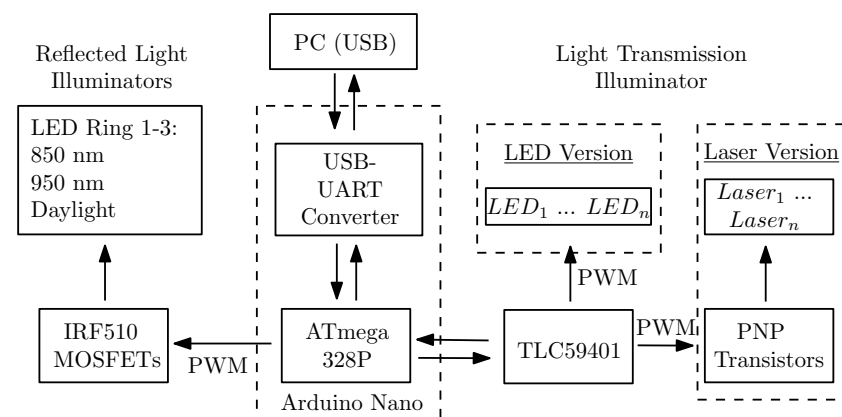 PC (USB)
Reflected Light
Illuminators
Light Transmission
Illuminator
LED Ring 1-3:
850 nm
950 nm
Daylight
USB-
UART
Converter
LED Version
LED₁ ... LEDₙ
Laser Version
Laser₁ ...
Laserₙ
PWM
IRF510
MOSFETs
PWM
ATmega
328P
TLC59401
PWM
PNP
Transistors
Arduino Nano